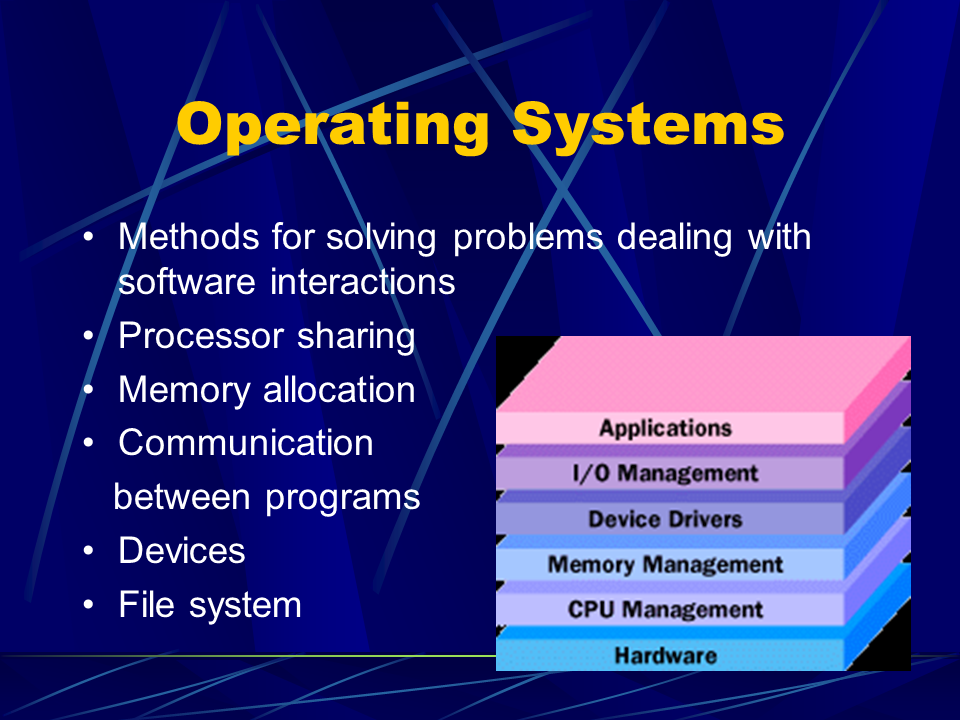 Operating Systems
• Methods for solving problems dealing with
software interactions
• Processor sharing
• Memory allocation
• Communication
between programs
• Devices
• File system
Applications
I/O Management
Device Drivers
Memory Management
CPU Management
Hardware